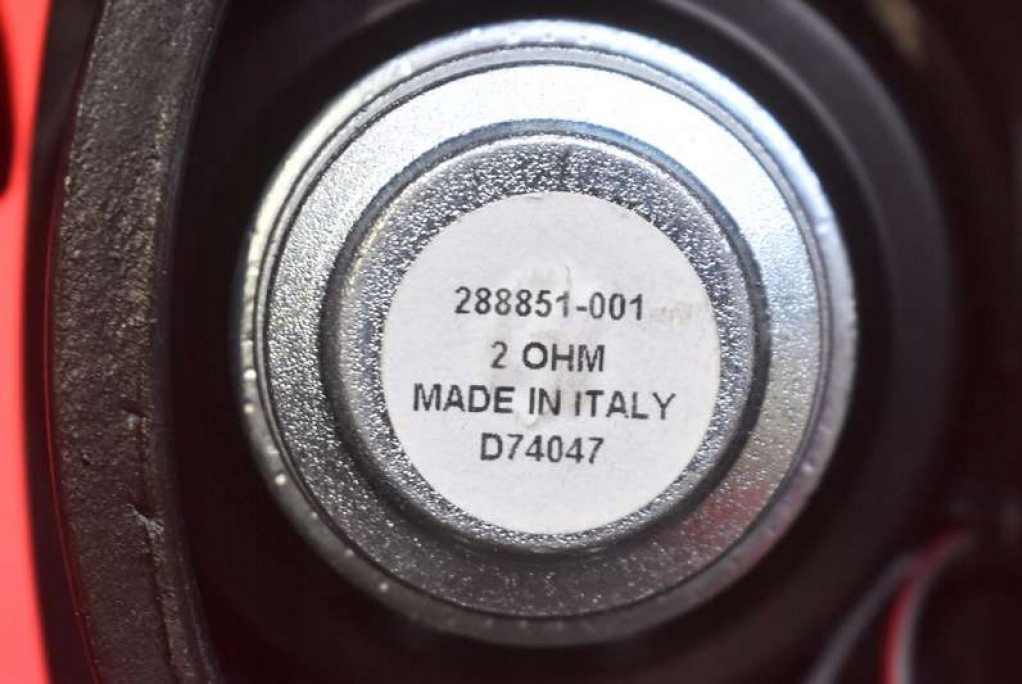 288851-001
2 OHM
MADE IN ITALY
D74047